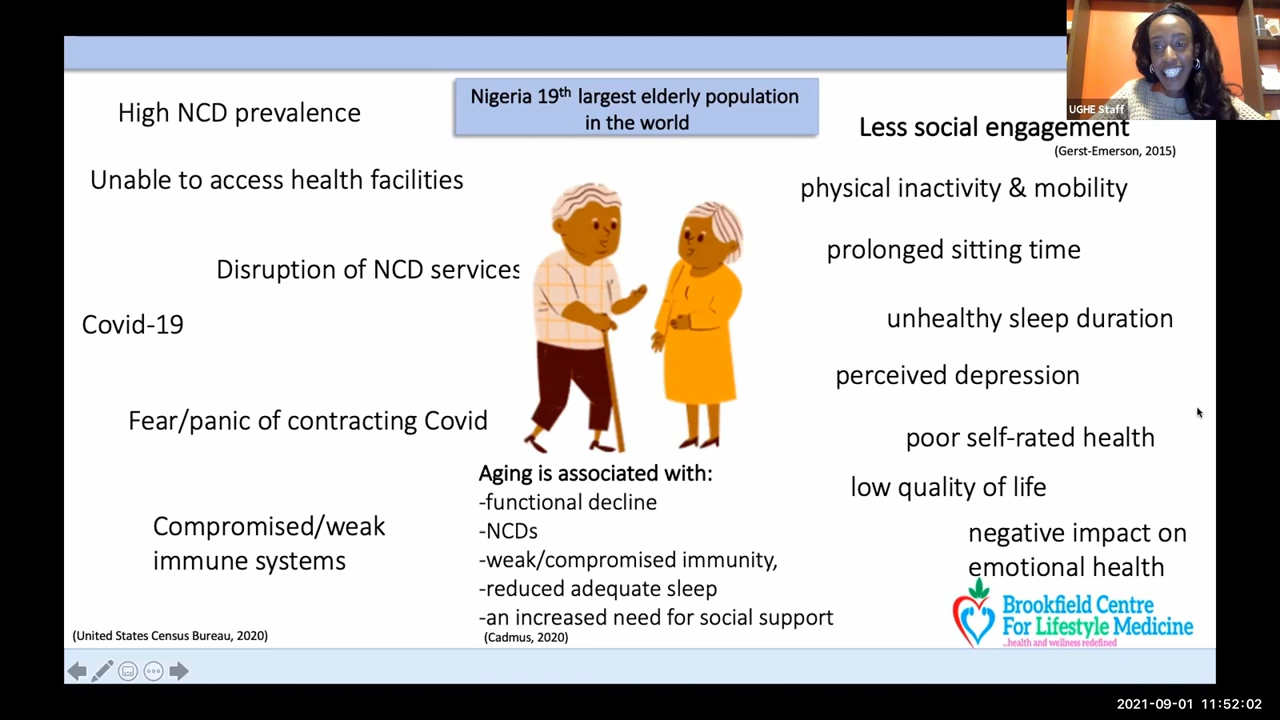 Nigeria 19th largest elderly population
in the world
High NCD prevalence
Unable to access health facilities
Disruption of NCD services
Covid-19
Fear/panic of contracting Covid
Compromised/weak
immune systems
(United States Census Bureau, 2020)
Aging is associated with:
-functional decline
-NCDs
-weak/compromised immunity,
-reduced adequate sleep
-an increased need for social support
(Cadmus, 2020)
UGHE Staff
Less social engagement
(Gerst-Emerson, 2015)
physical inactivity & mobility
prolonged sitting time
unhealthy sleep duration
perceived depression
poor self-rated health
low quality of life
negative impact on
emotional health
Brookfield Centre
For Lifestyle Medicine
...health and wellness redefined
2021-09-01 11:52:02